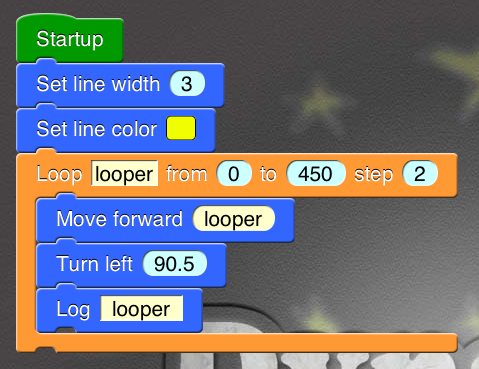 Startup
Set line width 3
Set line color
Loop looper from 0 to 450 step 2
Move forward looper
Turn left 90.5
Log looper